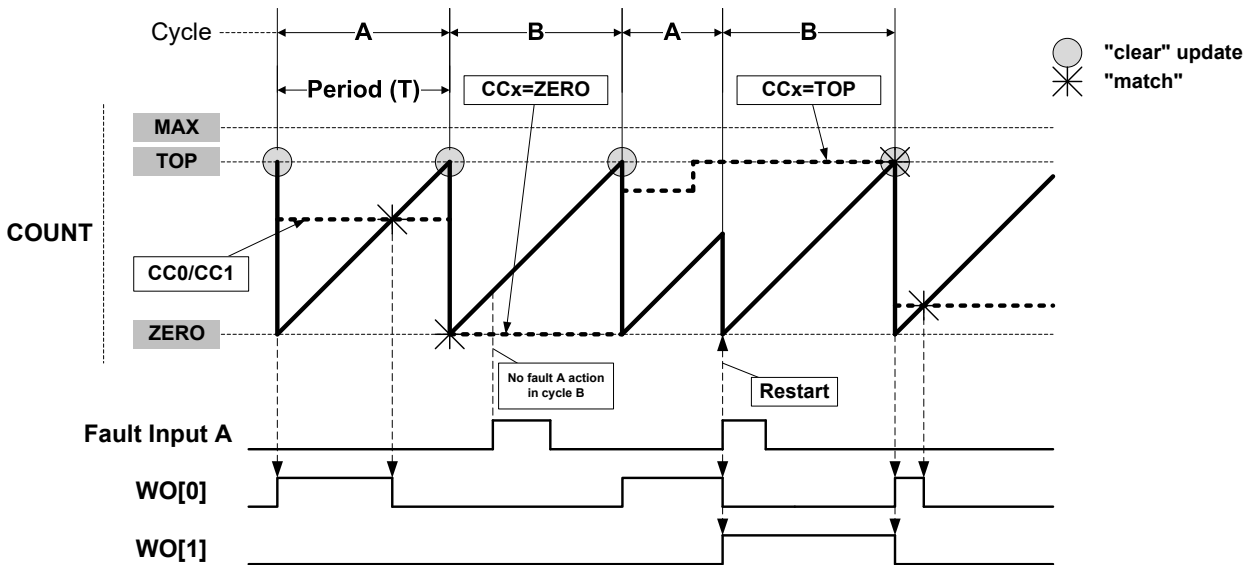 Cycle A B A B
"clear" update
"match"
Period (T) CCx=ZERO CCx=TOP
MAX
TOP
COUNT
CC0/CC1
ZERO
No fault A action
in cycle B
Restart
Fault Input A
WO[0]
WO[1]